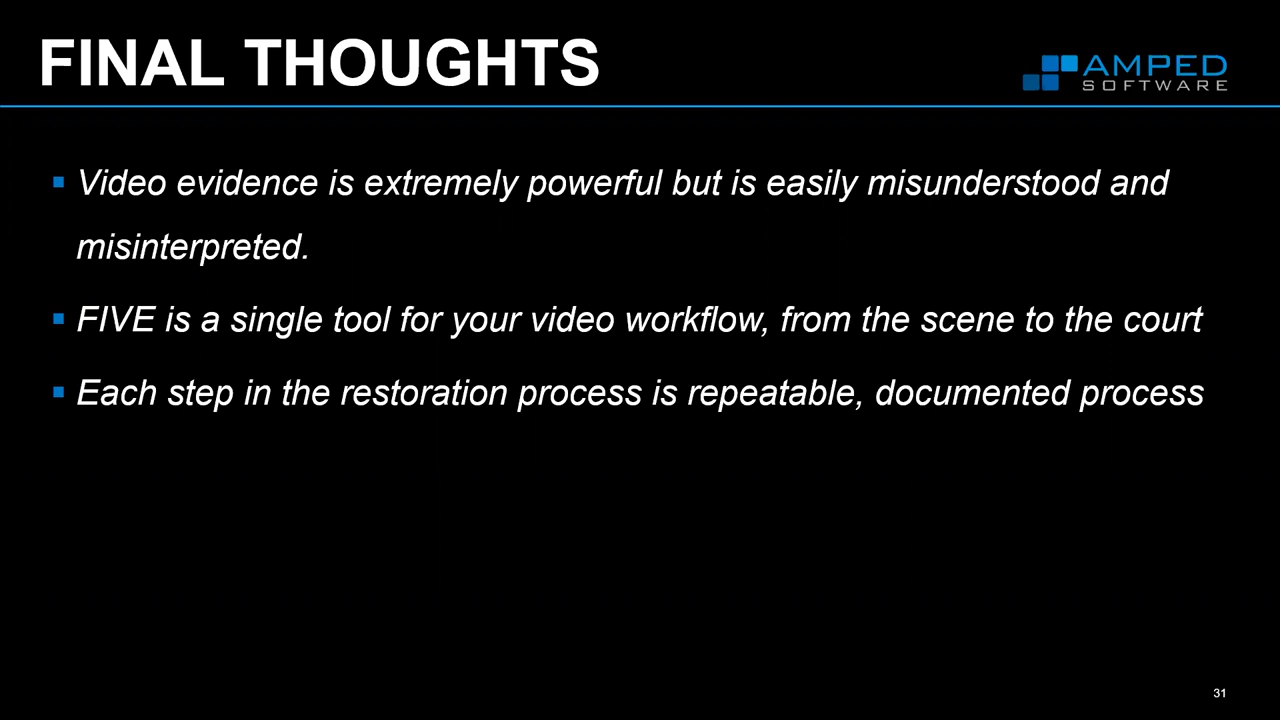 FINAL THOUGHTS
AMPED
SOFTWARE
Video evidence is extremely powerful but is easily misunderstood and
misinterpreted.
FIVE is a single tool for your video workflow, from the scene to the court
Each step in the restoration process is repeatable, documented process
31